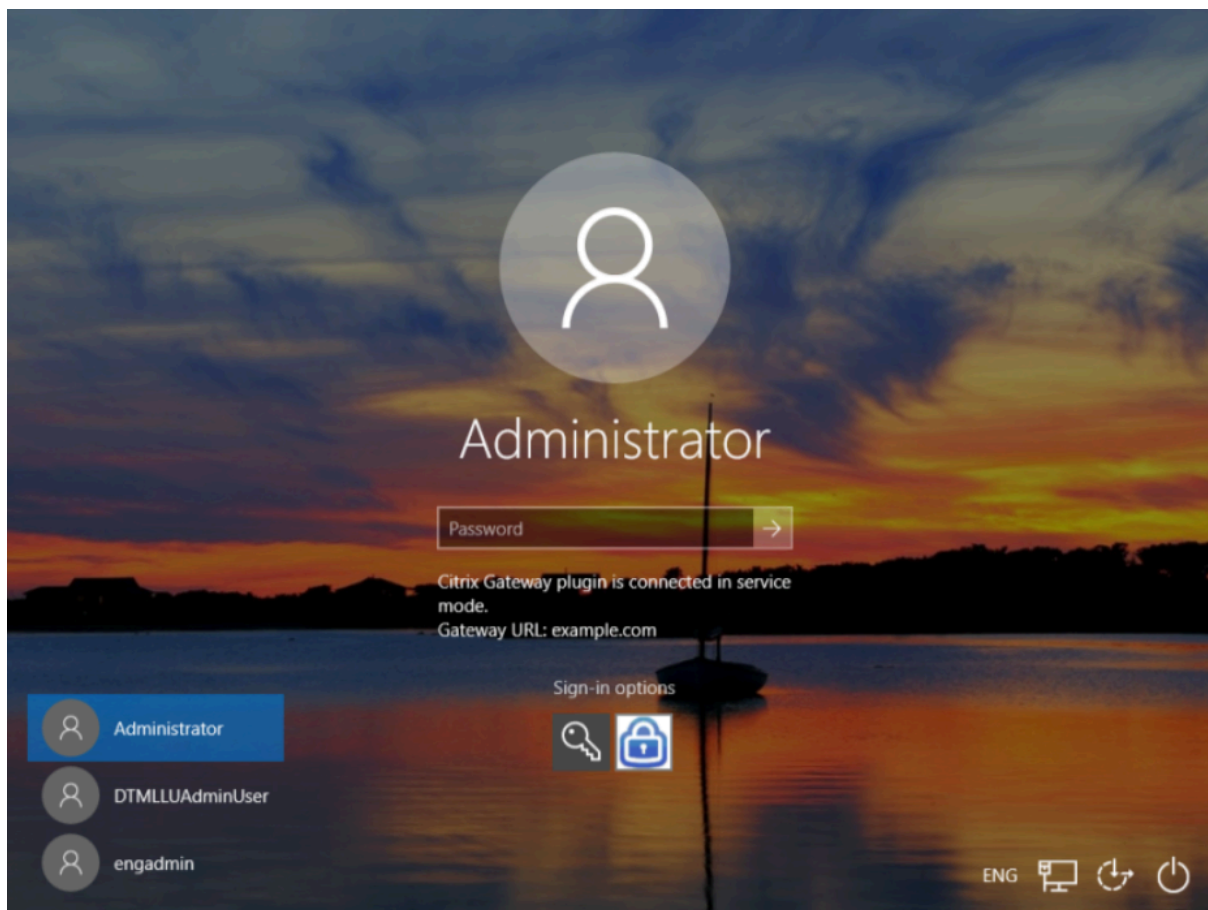 Administrator
Password
Citrix Gateway plugin is connected in service
mode.
Gateway URL: example.com
Sign-in options
Administrator
DTMLLUAdminUser
engadmin
ENG